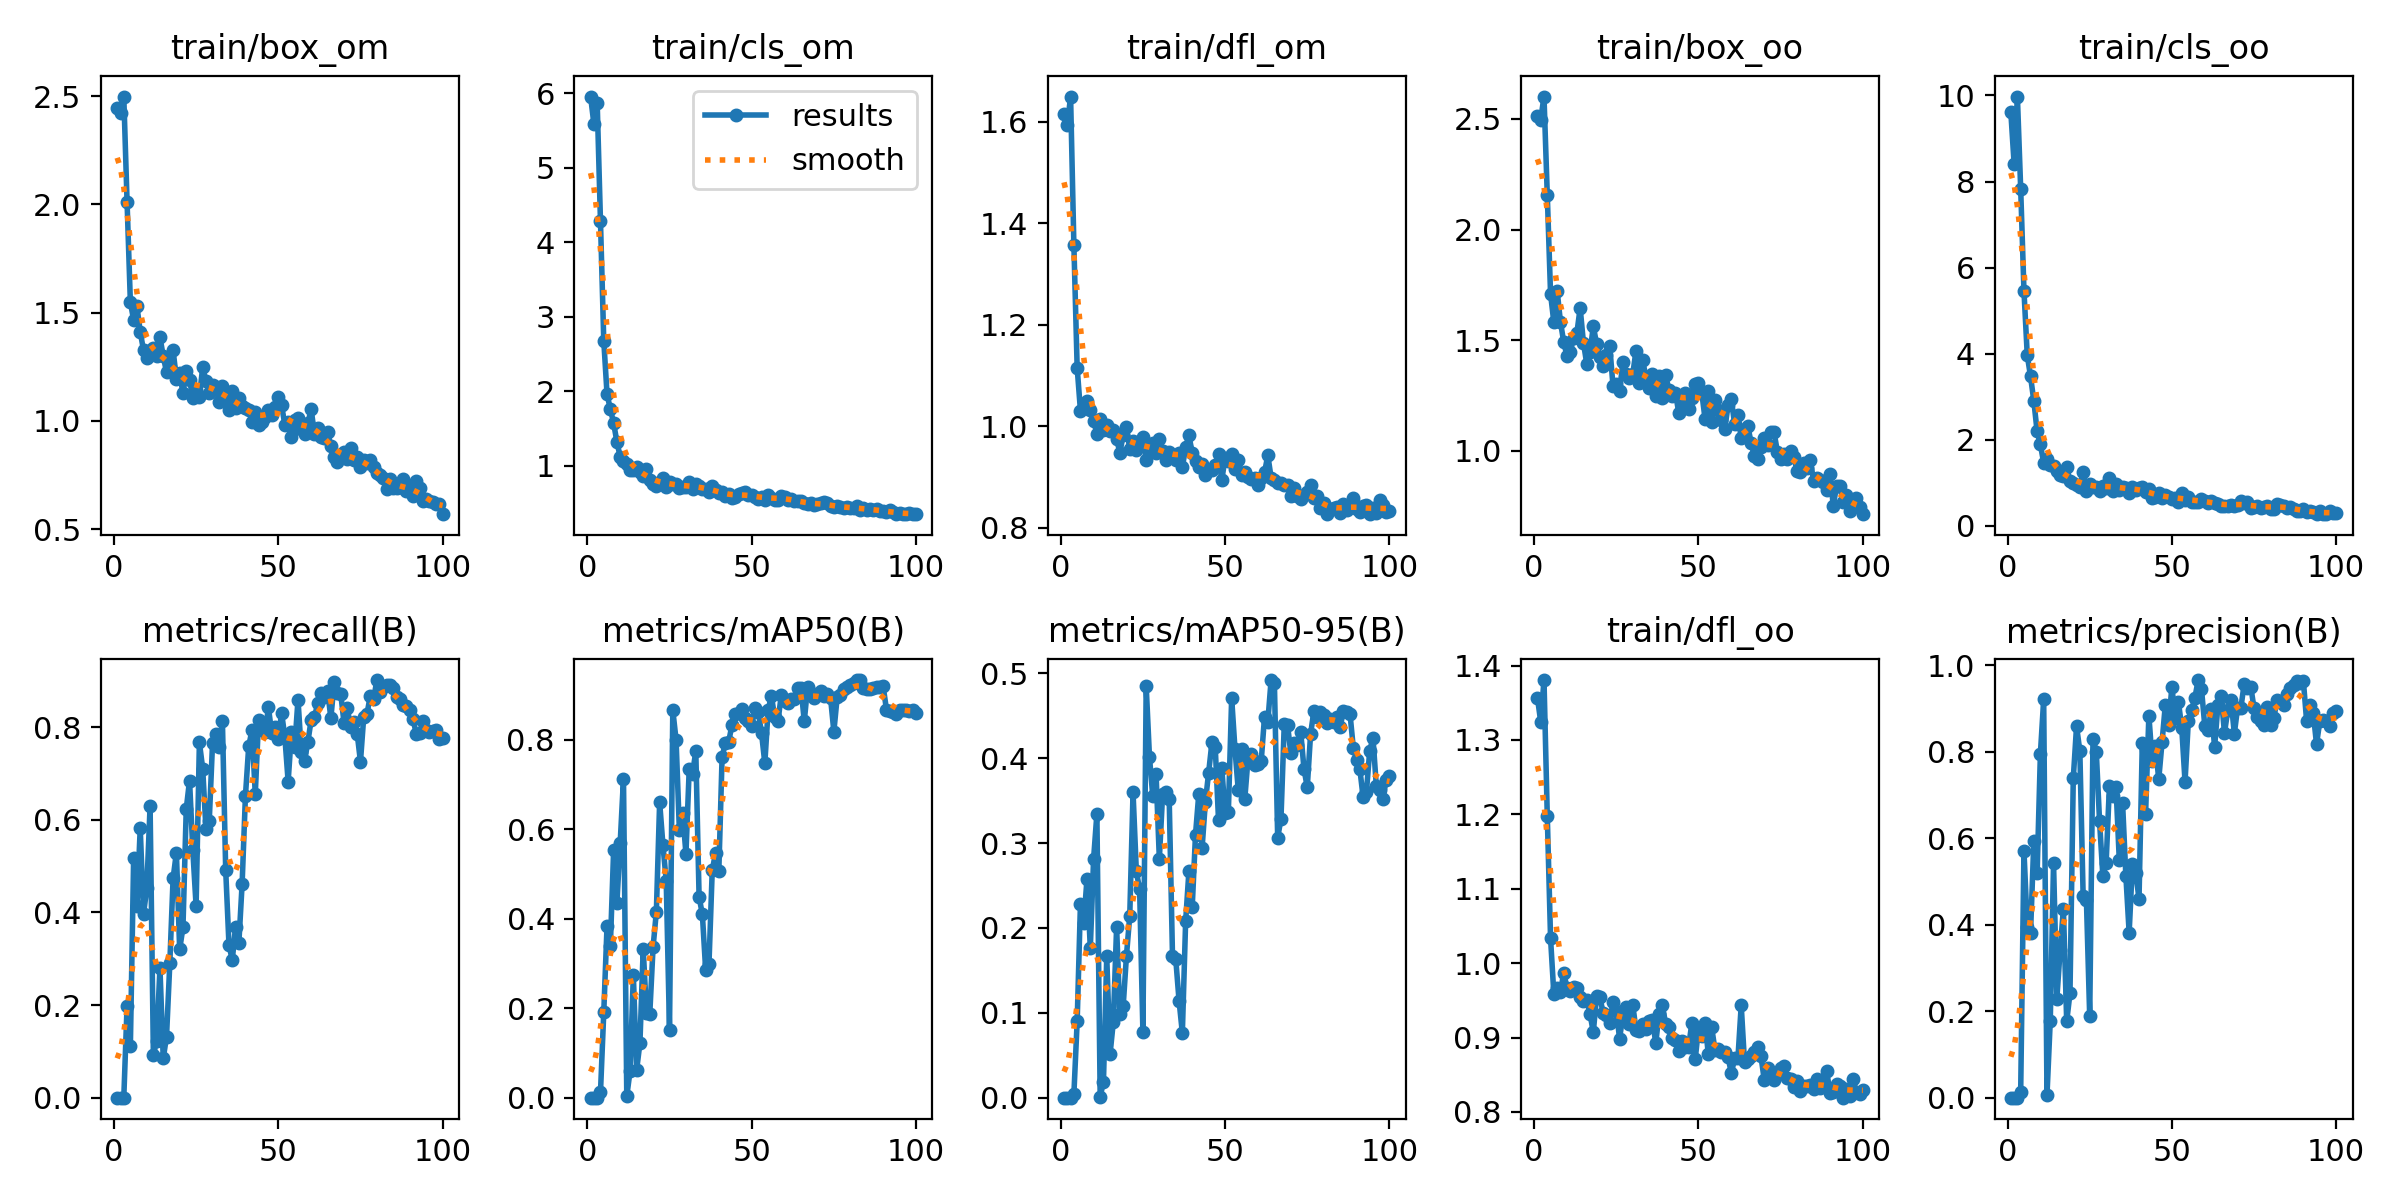 train/box_om
2.5
2.0
1.5
1.0
0.5
0 50 100
train/cls_om
results
smooth
6
5
4
3
2
1
0 50 100
train/dfl_om
1.6
1.4
1.2
1.0
0.8
0 50 100
train/box_oo
2.5
2.0
1.5
1.0
0 50 100
train/cls_oo
10
8
6
4
2
0
0 50 100
metrics/recall(B)
0.8
0.6
0.4
0.2
0.0
0 50 100
metrics/mAP50(B)
0.8
0.6
0.4
0.2
0.0
0 50 100
metrics/mAP50-95(B)
0.5
0.4
0.3
0.2
0.1
0.0
0 50 100
train/dfl_oo
1.4
1.3
1.2
1.1
1.0
0.9
0.8
0 50 100
metrics/precision(B)
1.0
0.8
0.6
0.4
0.2
0.0
0 50 100